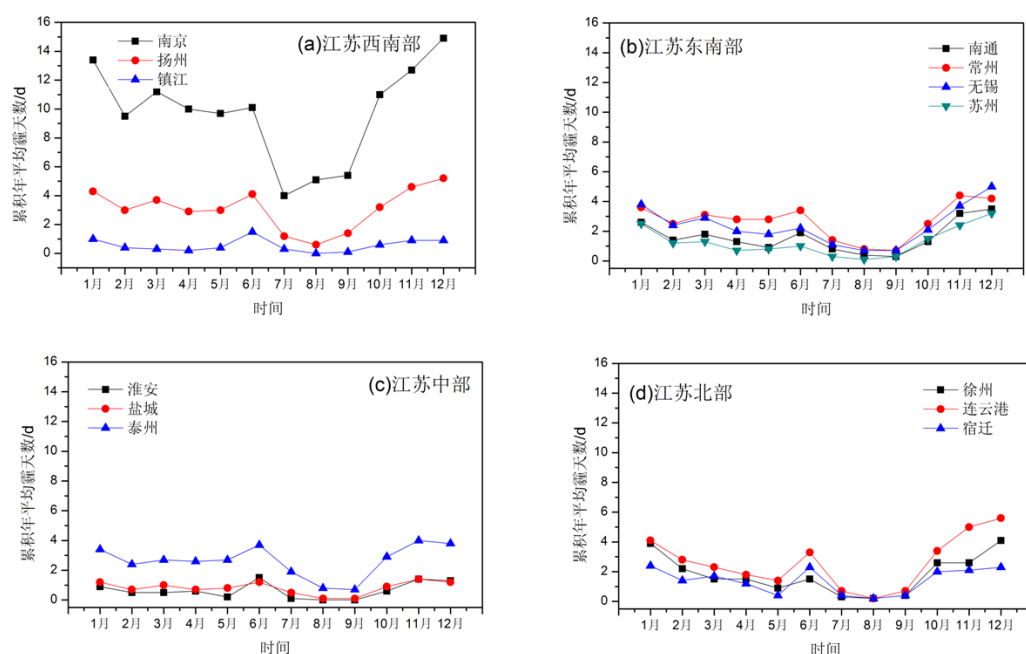 (a)江苏西南部
南京
扬州
镇江
累积年平均霾天数/d
16
14
12
10
8
6
4
2
0
1月 2月 3月 4月 5月 6月 7月 8月 9月 10月 11月 12月
时间
(b)江苏东南部
南通
常州
无锡
苏州
累积年平均霾天数/d
16
14
12
10
8
6
4
2
0
1月 2月 3月 4月 5月 6月 7月 8月 9月 10月 11月 12月
时间
(c)江苏中部
淮安
盐城
泰州
累积年平均霾天数/d
16
14
12
10
8
6
4
2
0
1月 2月 3月 4月 5月 6月 7月 8月 9月 10月 11月 12月
时间
(d)江苏北部
徐州
连云港
宿迁
累积年平均霾天数/d
16
14
12
10
8
6
4
2
0
1月 2月 3月 4月 5月 6月 7月 8月 9月 10月 11月 12月
时间